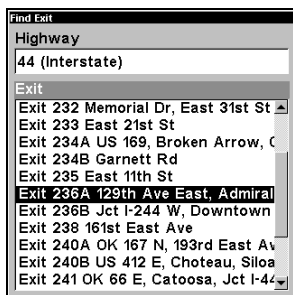 Find Exit
Highway
44 (Interstate)
Exit
Exit 232 Memorial Dr, East 31st St
Exit 233 East 21st St
Exit 234A US 169, Broken Arrow,
Exit 234B Garnett Rd
Exit 235 East 11th St
Exit 236A 129th Ave East, Admiral
Exit 236B Jct I-244 W, Downtown
Exit 238 161st East Ave
Exit 240A OK 167 N, 193rd East Av
Exit 240B US 412 E, Choteau, Siloa
Exit 241 OK 66 E, Catoosa, Jct I-44